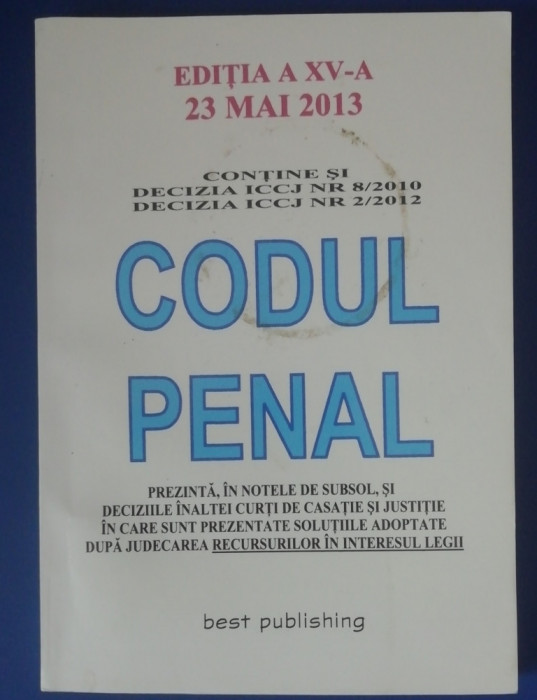 EDIȚIA A XV-A
23 MAI 2013
CONȚINE ȘI
DECIZIA ICCJ NR 8/2010
DECIZIA ICCJ NR 2/2012
CODUL
PENAL
PREZINTĂ, ÎN NOTELE DE SUBSOL, ȘI
DECIZIILE ÎNALTEI CURȚI DE CASAȚIE ȘI JUSTIȚIE
ÎN CARE SUNT PREZENTATE SOLUȚIILE ADOPTATE
DUPĂ JUDECAREA RECURSURILOR ÎN INTERESUL LEGII
best publishing